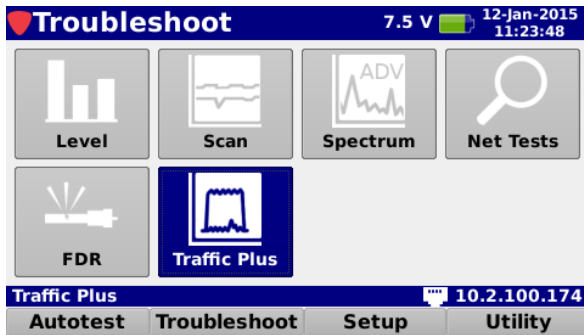 Troubleshoot 7.5 V 12-Jan-2015
11:23:48
ADV
Level Scan Spectrum Net Tests
FDR Traffic Plus
Traffic Plus 10.2.100.174
Autotest Troubleshoot Setup Utility